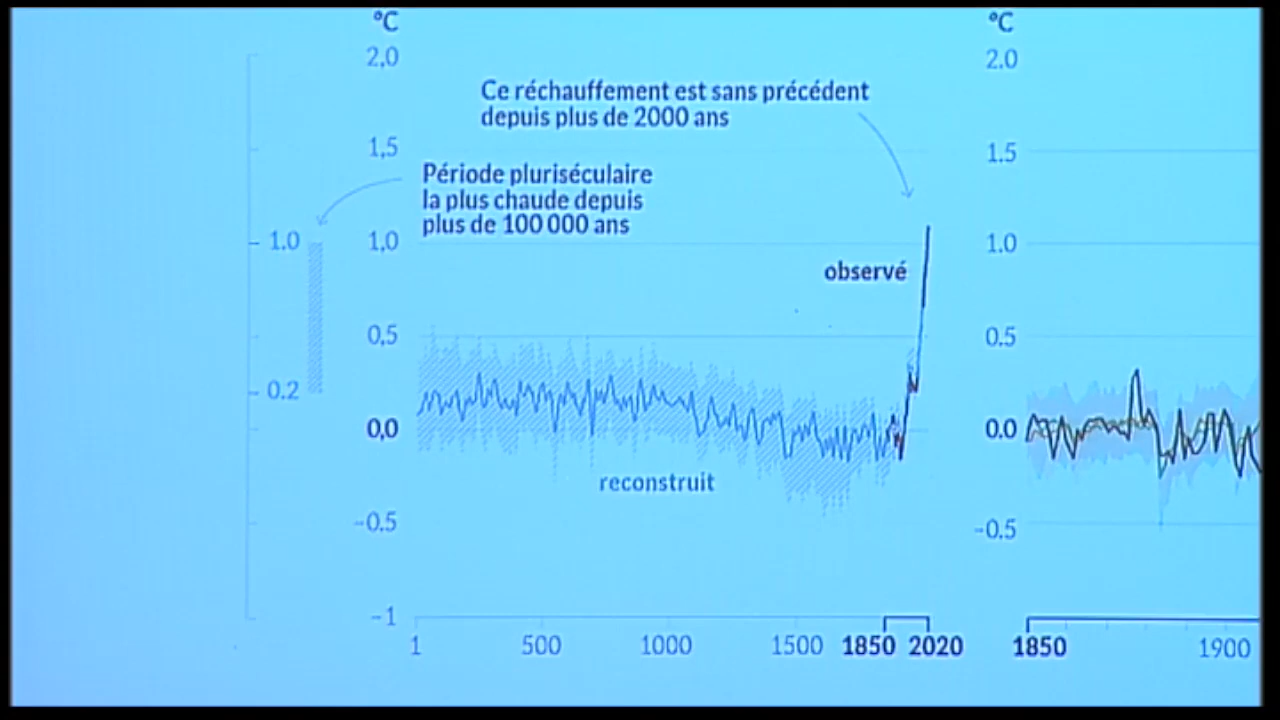 °C
2,0
1,5
1,0
0,5
0,0
-0.5
-1
1.0
0.2
Ce réchauffement est sans précédent
depuis plus de 2000 ans
Période pluriséculaire
la plus chaude depuis
plus de 100 000 ans
observé
reconstruit
1 500 1000 1500 1850 2020
°C
2.0
1.5
1.0
0.5
0.0
-0.5
1850 1900